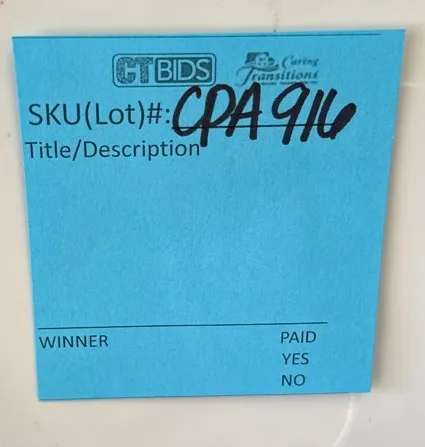 CTBIDS Caring Transitions
SKU(Lot)#: CPA 916
Title/Description
WINNER PAID
YES
NO